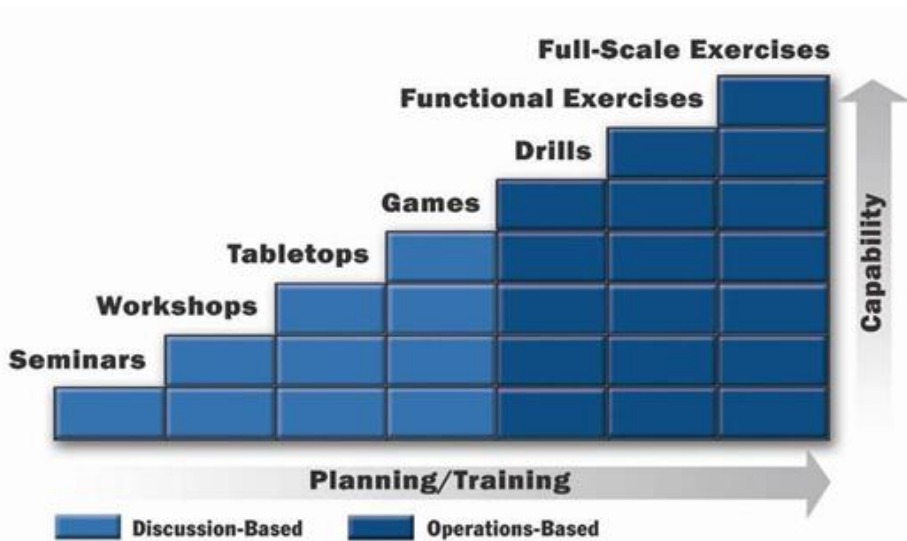 Full-Scale Exercises
Functional Exercises
Drills
Games
Tabletops
Workshops
Seminars
Capability
Planning/Training
Discussion-Based
Operations-Based